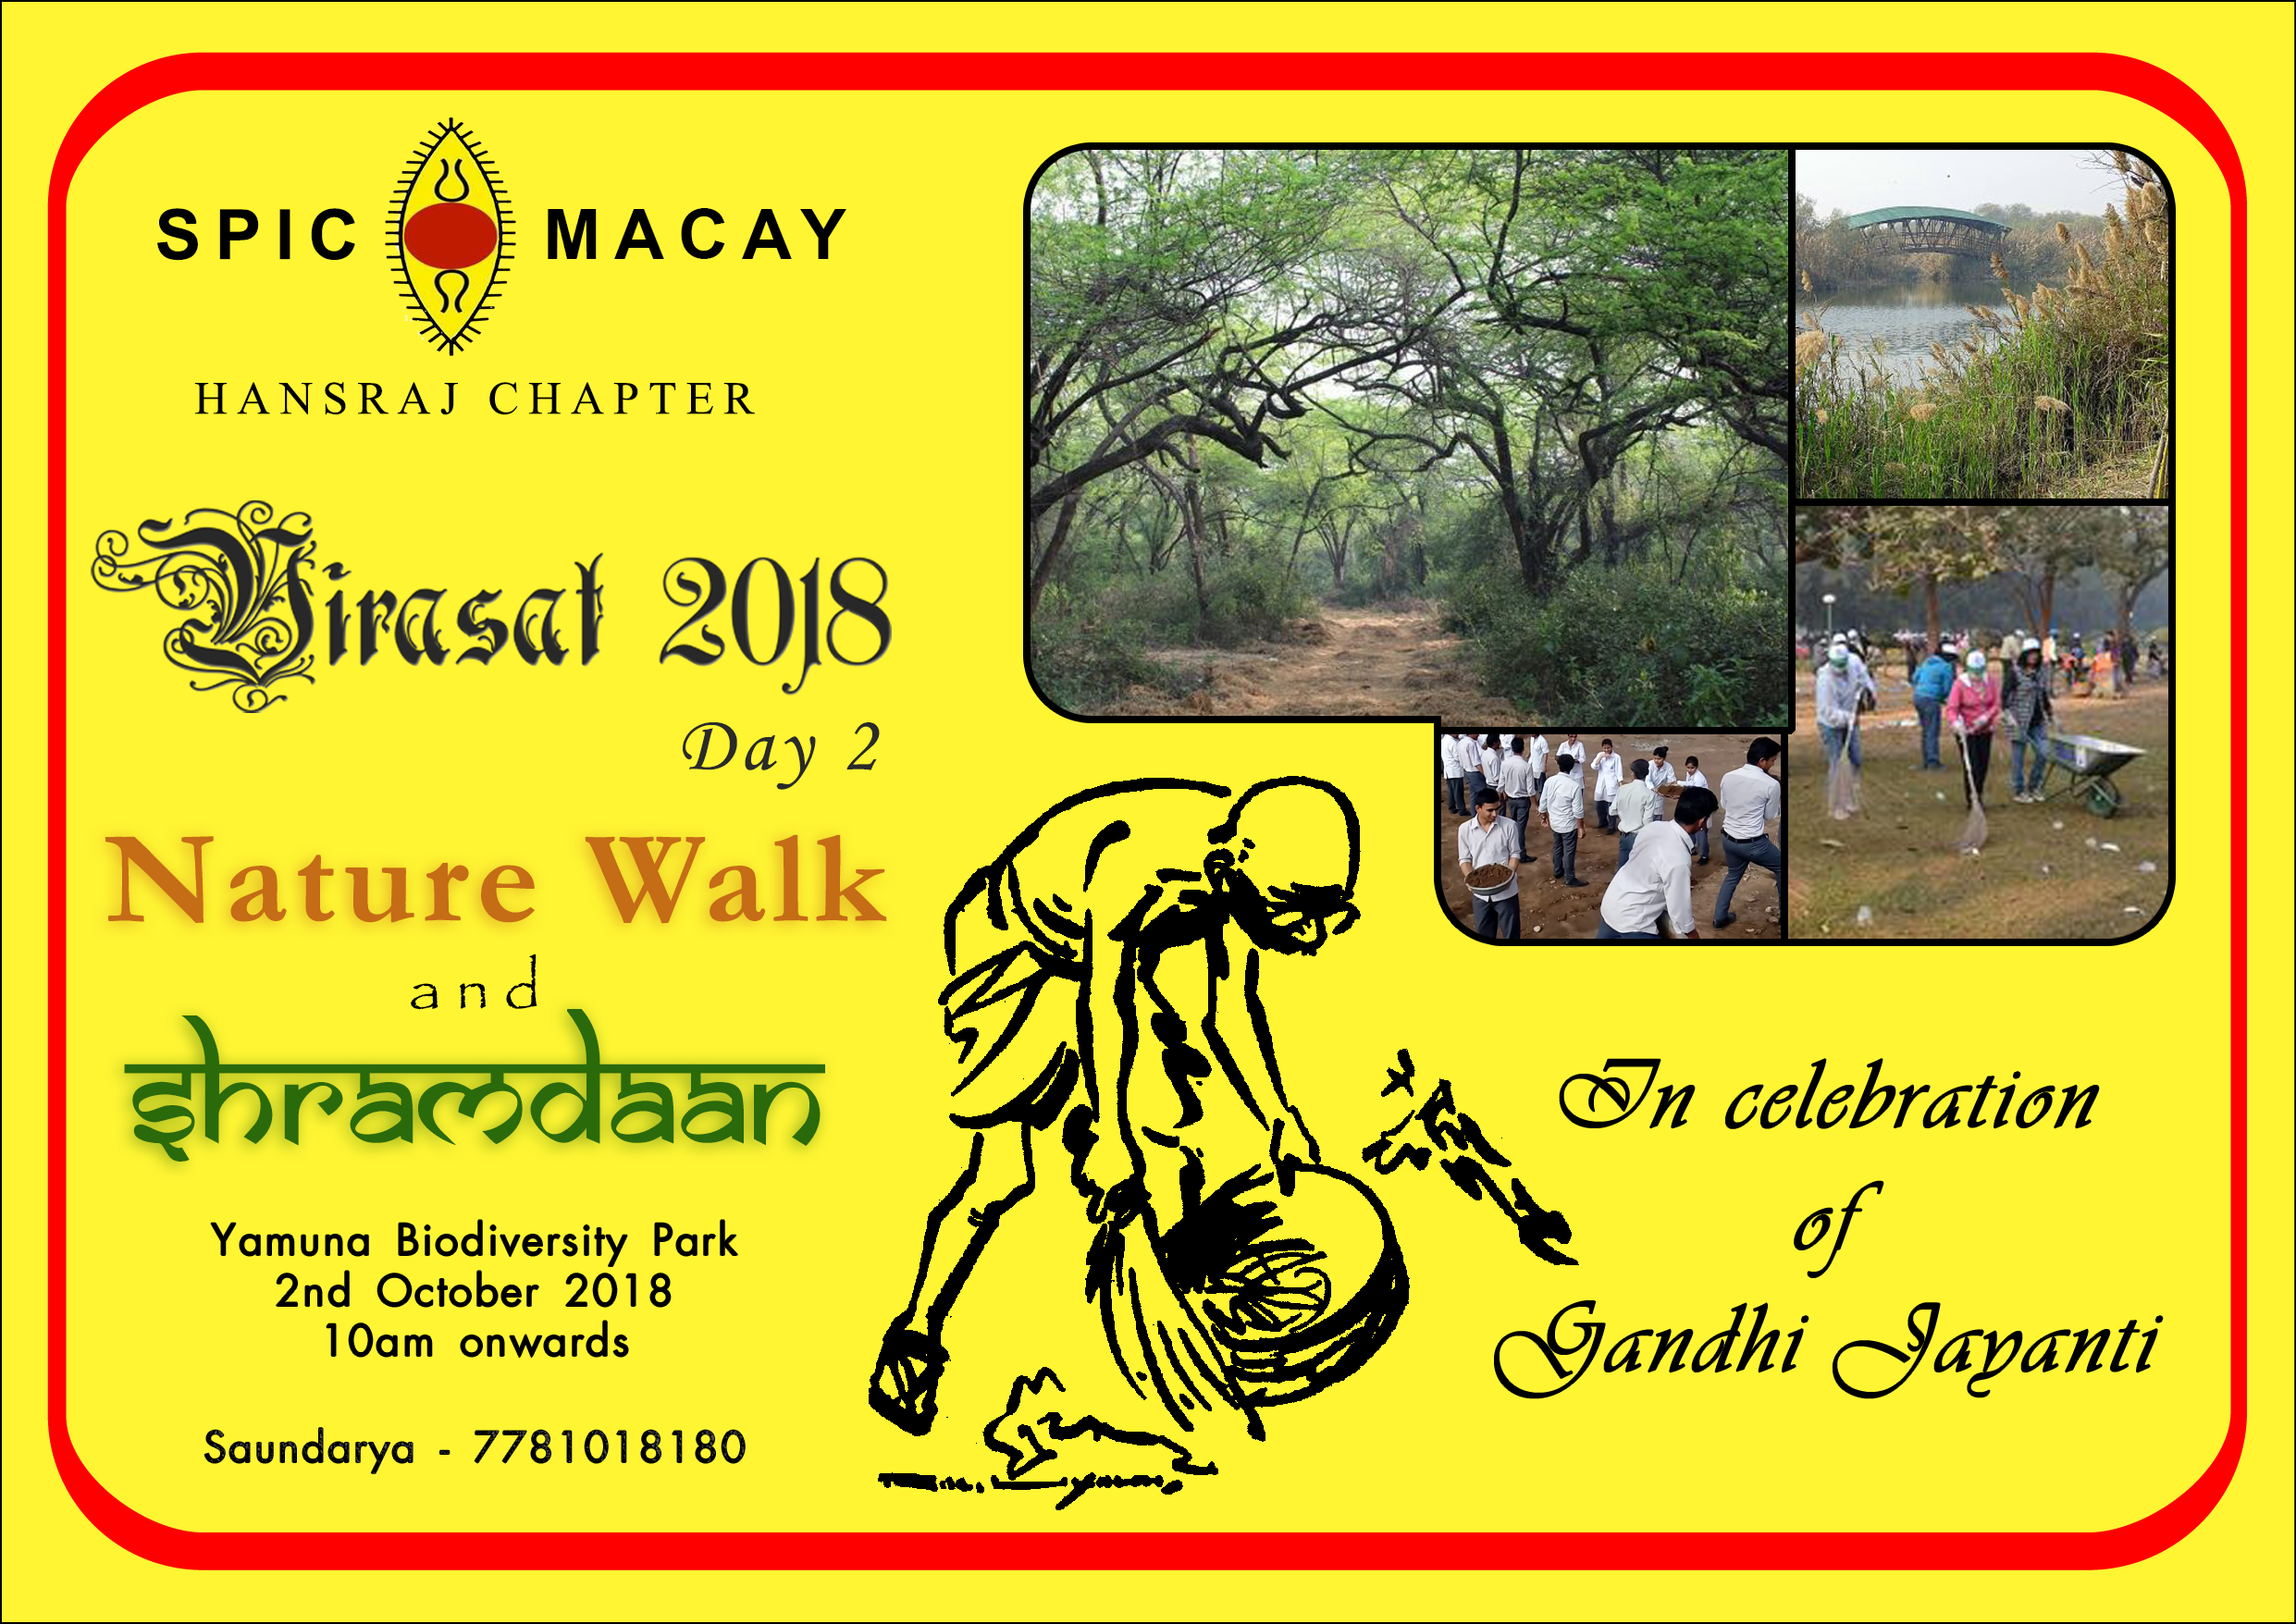 SPIC MACAY
HANSRAJ CHAPTER
Virasat 2018
Day 2
Nature Walk
and
shramdaan
Yamuna Biodiversity Park
2nd October 2018
10am onwards
Saundarya - 7781018180
In celebration
of
Gandhi Jayanti